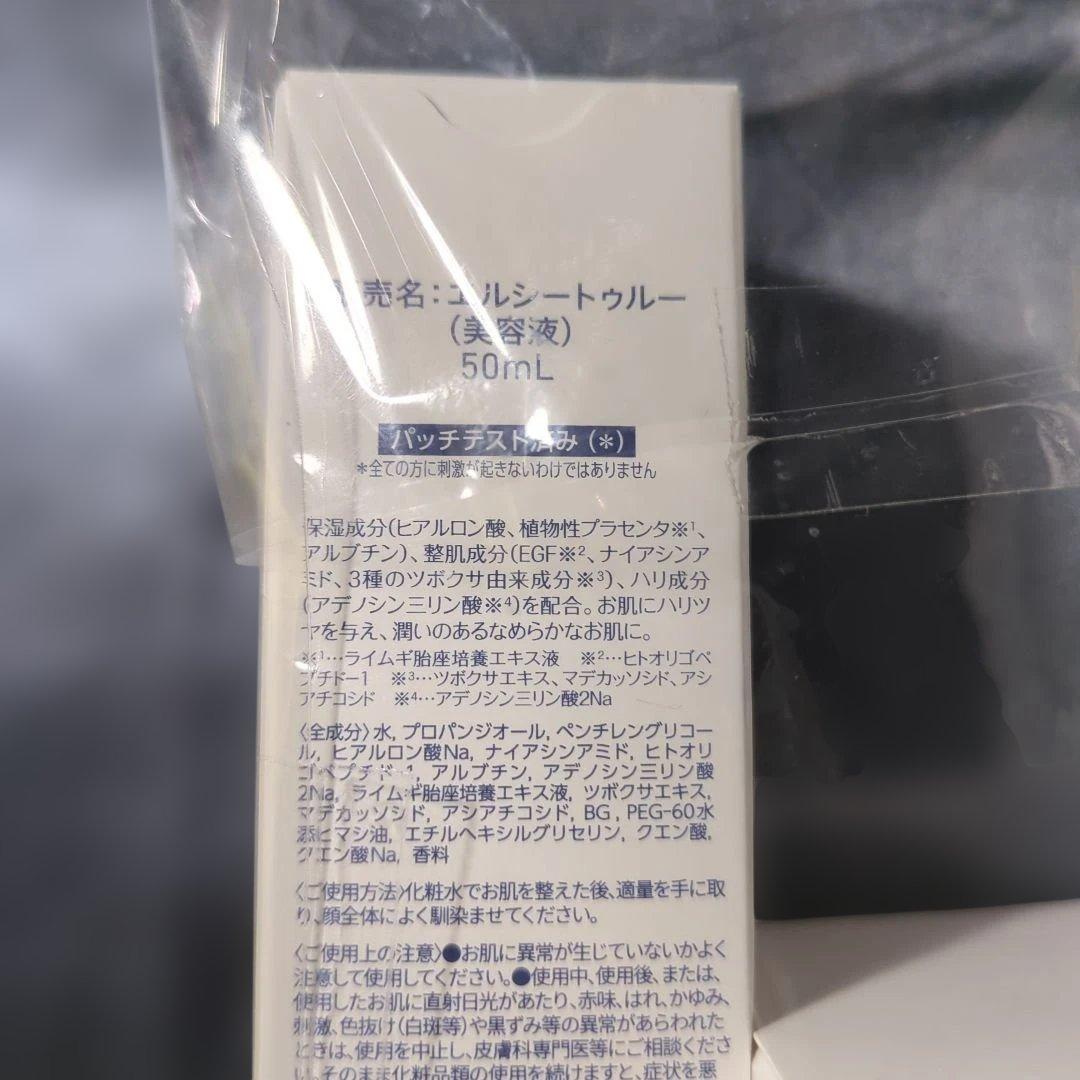 売名：エルシートゥルー
（美容液）
50mL
パッチテスト済み（＊）
＊全ての方に刺激が起きないわけではありません
保湿成分（ヒアルロン酸、植物性プラセンタ※1、
アルブチン）、整肌成分（EGF※2、ナイアシンア
ミド、3種のツボクサ由来成分※3）、ハリ成分
（アデノシン三リン酸※4）を配合。お肌にハリツ
ヤを与え、潤いのあるなめらかなお肌に。
※1…ライムギ胎座培養エキス液　※2…ヒトオリゴペ
プチド-1　※3…ツボクサエキス、マデカッソシド、アシ
アチコシド　※4…アデノシン三リン酸2Na
〈全成分〉水, プロパンジオール, ペンチレングリコー
ル, ヒアルロン酸Na, ナイアシンアミド, ヒトオリ
ゴペプチド-1, アルブチン, アデノシン三リン酸
2Na, ライムギ胎座培養エキス液, ツボクサエキス,
マデカッソシド, アシアチコシド, BG, PEG-60水
添ヒマシ油, エチルヘキシルグリセリン, クエン酸,
クエン酸Na, 香料
〈ご使用方法〉化粧水でお肌を整えた後、適量を手に取
り、顔全体によく馴染ませてください。
〈ご使用上の注意〉●お肌に異常が生じていないかよく
注意して使用してください。●使用中、使用後、または、
使用したお肌に直射日光があたり、赤味、はれ、かゆみ、
刺激、色抜け（白斑等）や黒ずみ等の異常があらわれた
ときは、使用を中止し、皮膚科専門医等にご相談くださ
い。そのまま化粧品類の使用を続けますと、症状を悪